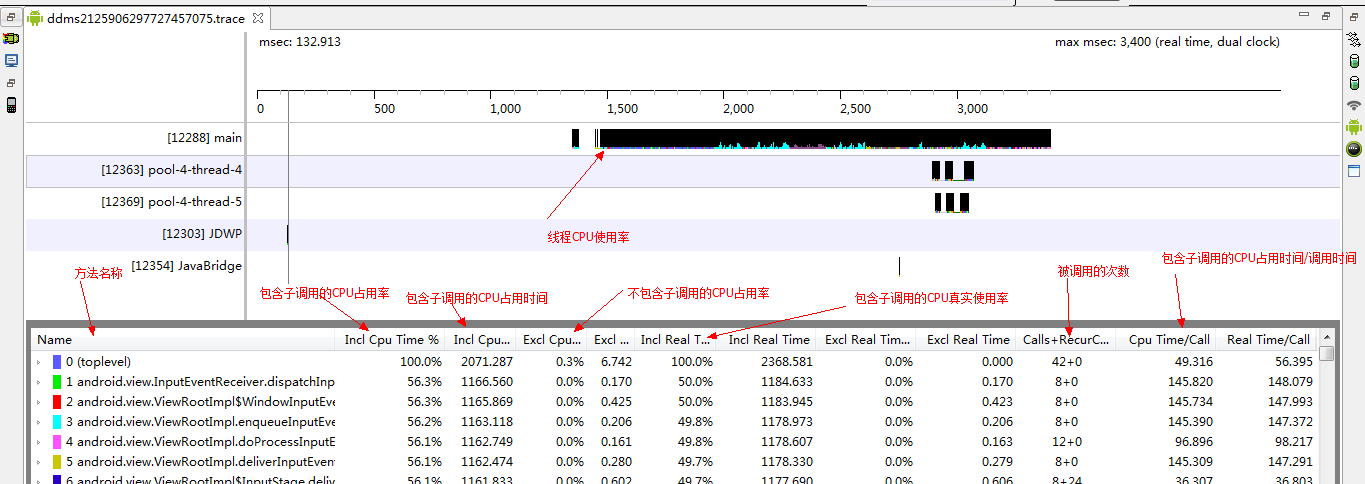 ddms2125906297727457075.trace
msec: 132.913 max msec: 3,400 (real time, dual clock)
0 500 1,000 1,500 2,000 2,500 3,000
[12288] main
[12363] pool-4-thread-4
[12369] pool-4-thread-5
线程CPU使用率
[12303] JDWP
[12354] JavaBridge
方法名称
包含子调用的CPU占用率
包含子调用的CPU占用时间
不包含子调用的CPU占用率
包含子调用的CPU真实使用率
被调用的次数
包含子调用的CPU占用时间/调用时间
Name Incl Cpu Time % Incl Cpu... Excl Cpu... Excl ... Incl Real T... Incl Real Time Excl Real Tim... Excl Real Time Calls+RecurC... Cpu Time/Call Real Time/Call
0 (toplevel) 100.0% 2071.287 0.3% 6.742 100.0% 2368.581 0.0% 0.000 42+0 49.316 56.395
1 android.view.InputEventReceiver.dispatchInp 56.3% 1166.560 0.0% 0.170 50.0% 1184.633 0.0% 0.170 8+0 145.820 148.079
2 android.view.ViewRootImpl$WindowInputEve 56.3% 1165.869 0.0% 0.425 50.0% 1183.945 0.0% 0.423 8+0 145.734 147.993
3 android.view.ViewRootImpl.enqueueInputEve 56.2% 1163.118 0.0% 0.206 49.8% 1178.973 0.0% 0.206 8+0 145.390 147.372
4 android.view.ViewRootImpl.doProcessInputE 56.1% 1162.749 0.0% 0.161 49.8% 1178.607 0.0% 0.163 12+0 96.896 98.217
5 android.view.ViewRootImpl.deliverInputEven 56.1% 1162.474 0.0% 0.280 49.7% 1178.330 0.0% 0.279 8+0 145.309 147.291
6 android.view.ViewRootImpl$InputStage.deliv 56.1% 1161.833 0.0% 0.602 49.7% 1177.690 0.0% 0.606 8+24 36.307 36.803